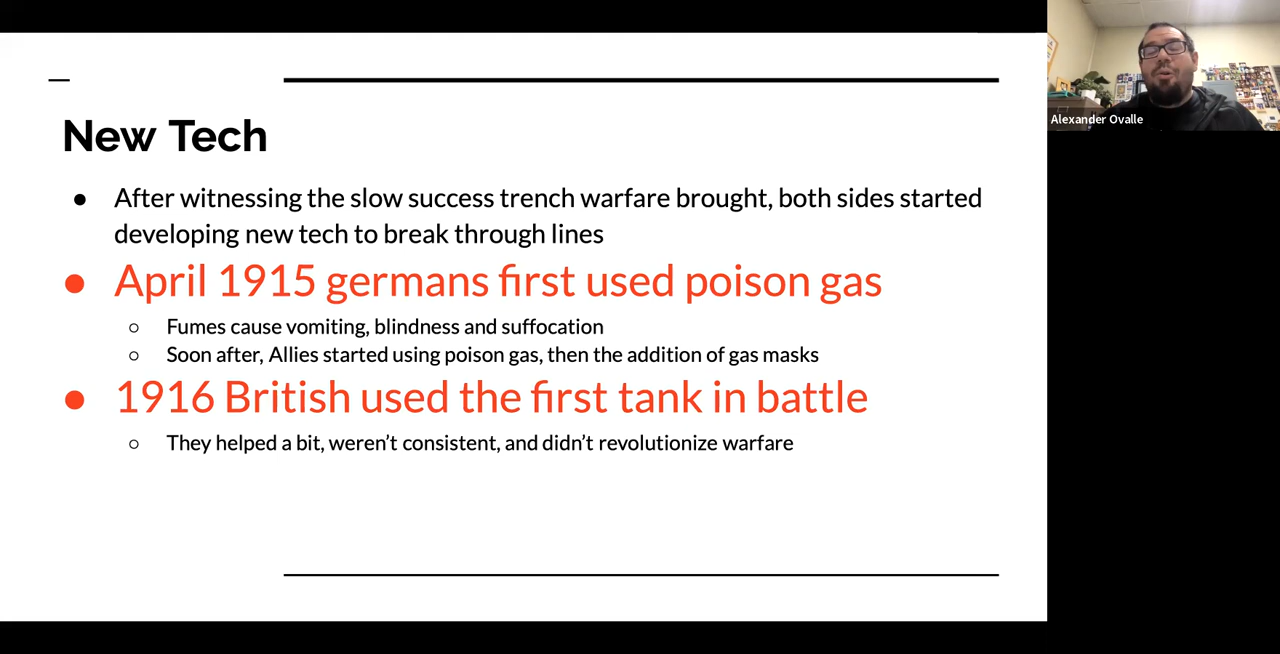 New Tech
● After witnessing the slow success trench warfare brought, both sides started
developing new tech to break through lines
● April 1915 germans first used poison gas
○ Fumes cause vomiting, blindness and suffocation
○ Soon after, Allies started using poison gas, then the addition of gas masks
● 1916 British used the first tank in battle
○ They helped a bit, weren’t consistent, and didn’t revolutionize warfare
Alexander Ovalle